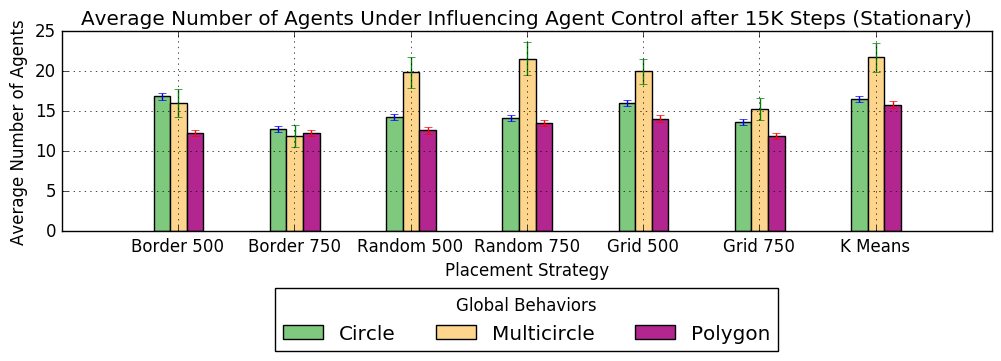 Average Number of Agents Under Influencing Agent Control after 15K Steps (Stationary)
Average Number of Agents
25
20
15
10
5
0
Border 500 Border 750 Random 500 Random 750 Grid 500 Grid 750 K Means
Placement Strategy
Global Behaviors
Circle Multicircle Polygon